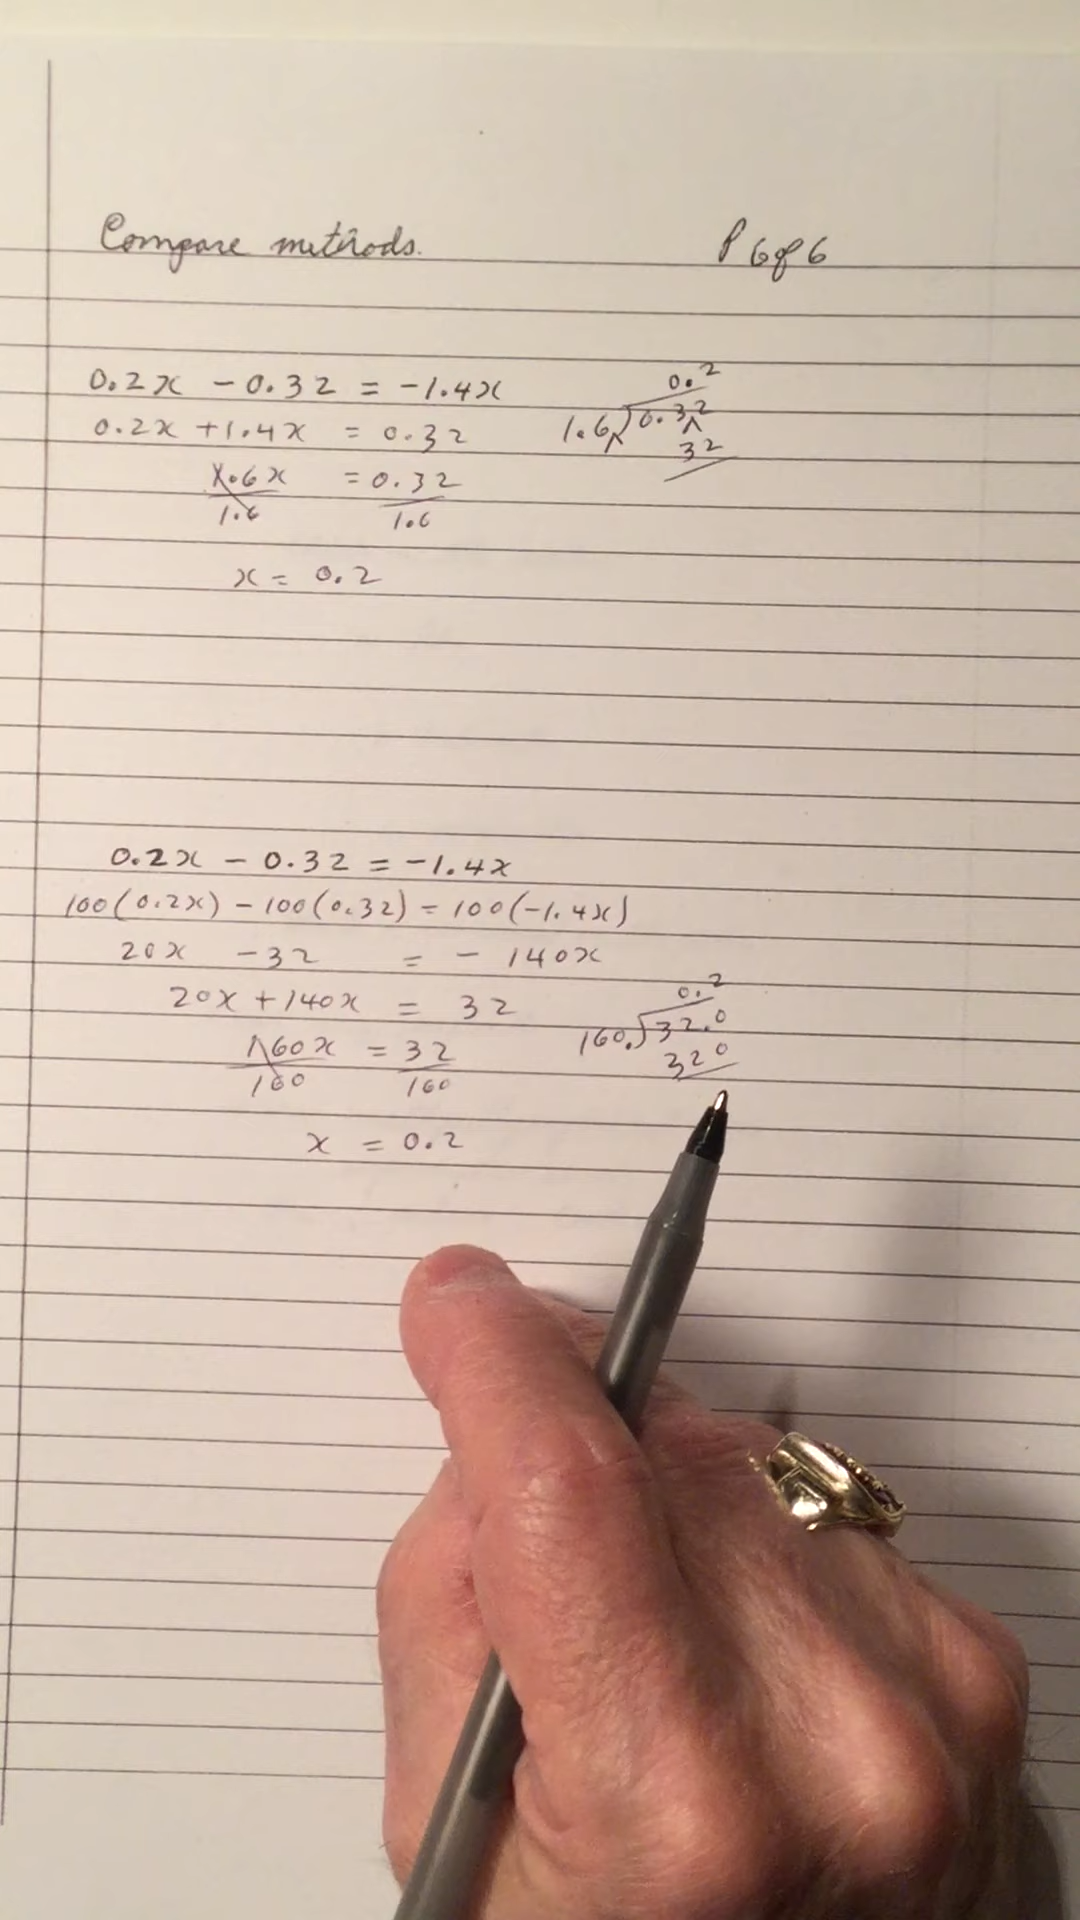 Compare methods. P 6 of 6
0.2x - 0.32 = -1.4x
0.2x + 1.4x = 0.32
1.6x = 0.32
1.6 1.6
x = 0.2
0.2
1.6)0.32
32
0.2x - 0.32 = -1.4x
100(0.2x) - 100(0.32) = 100(-1.4x)
20x - 32 = - 140x
20x + 140x = 32
160x = 32
160 160
x = 0.2
0.2
160.)32.0
320